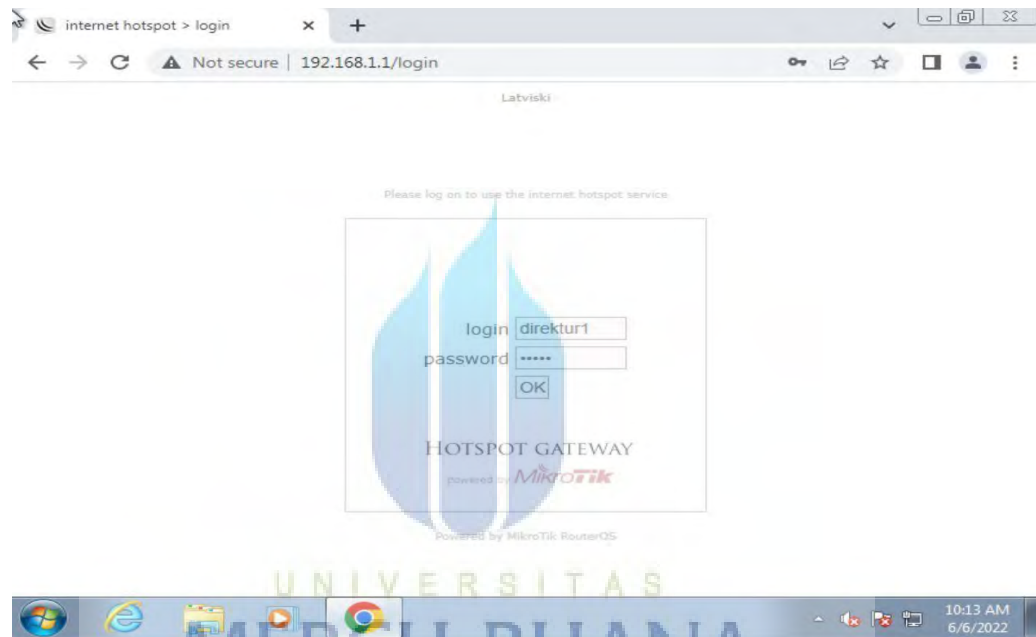 internet hotspot > login
Not secure | 192.168.1.1/login
Latviski
Please log on to use the internet hotspot service
login direktur1
password •••••
OK
HOTSPOT GATEWAY
powered by MikroTik
Powered by MikroTik RouterOS
UNIVERSITAS
MERCU BUANA
10:13 AM
6/6/2022